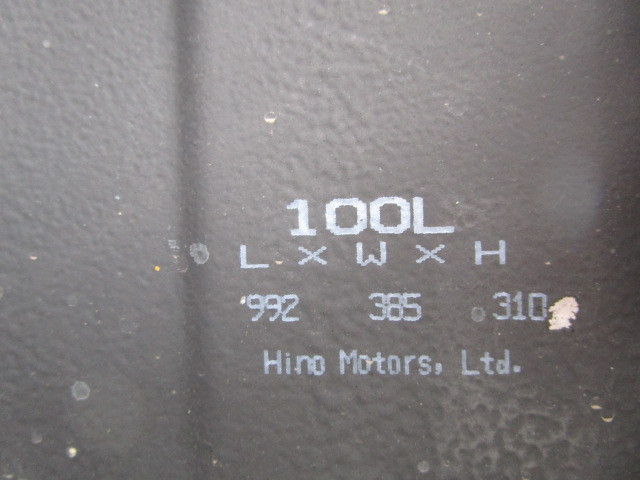 100L
L × W × H
992 385 310
Hino Motors, Ltd.